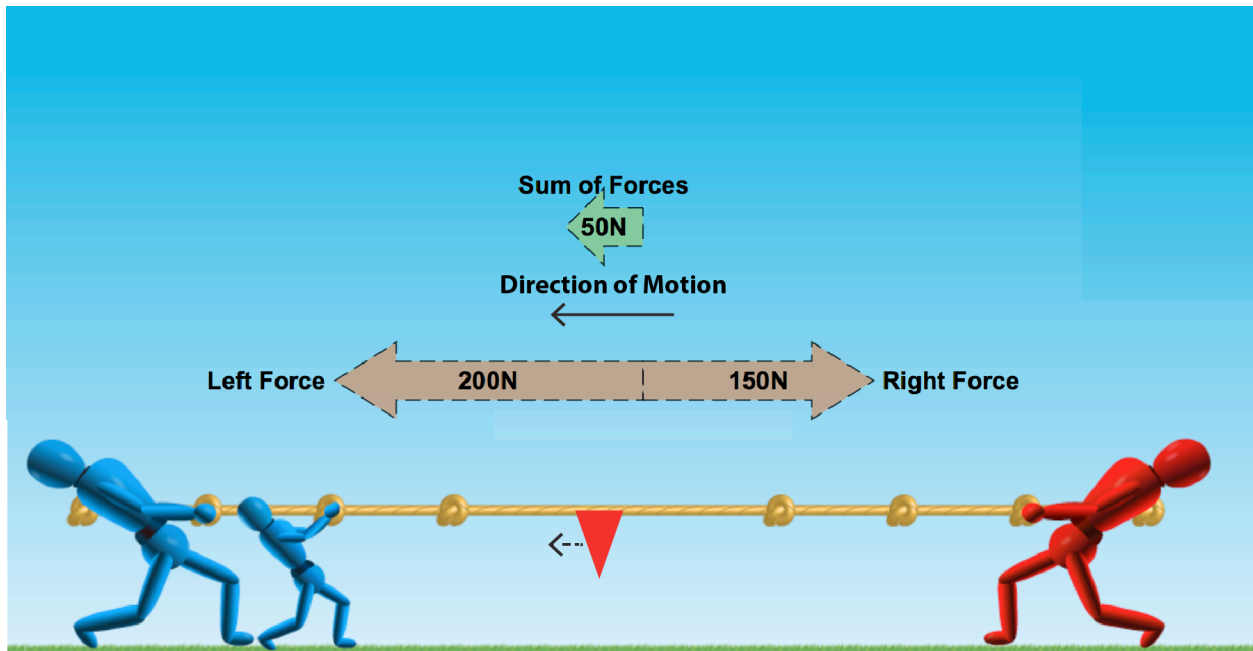 Sum of Forces
50N
Direction of Motion
Left Force
200N
150N
Right Force